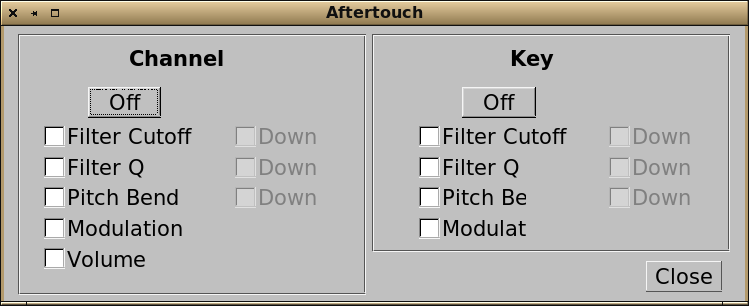 Aftertouch
Channel
Off
Filter Cutoff Down
Filter Q Down
Pitch Bend Down
Modulation
Volume
Key
Off
Filter Cutoff Down
Filter Q Down
Pitch Be Down
Modulat
Close